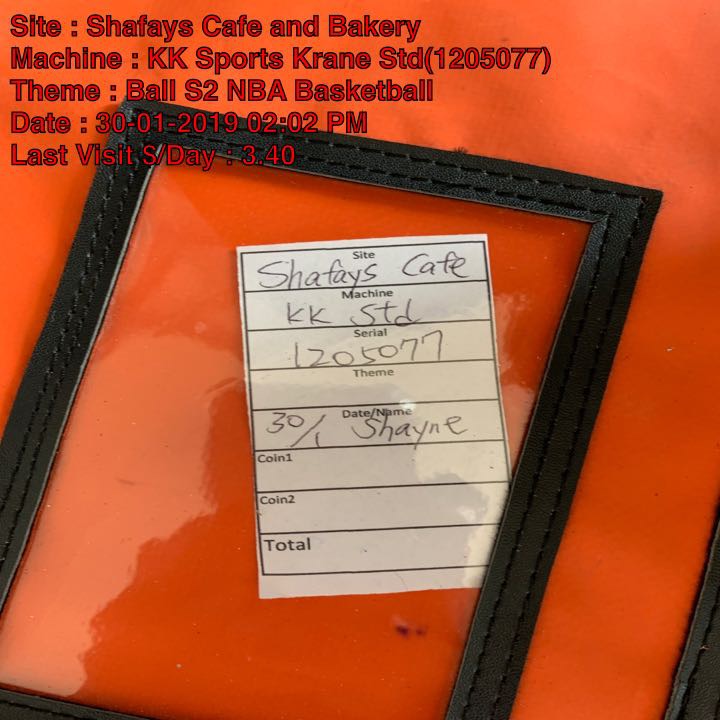 Site : Shafays Cafe and Bakery
Machine : KK Sports Krane Std(1205077)
Theme : Ball S2 NBA Basketball
Date : 30-01-2019 02:02 PM
Last Visit S/Day : 3.40
Site
Shafays Cafe
Machine
KK Std
Serial
1205077
Theme
Date/Name
30/1 Shayne
Coin1
Coin2
Total